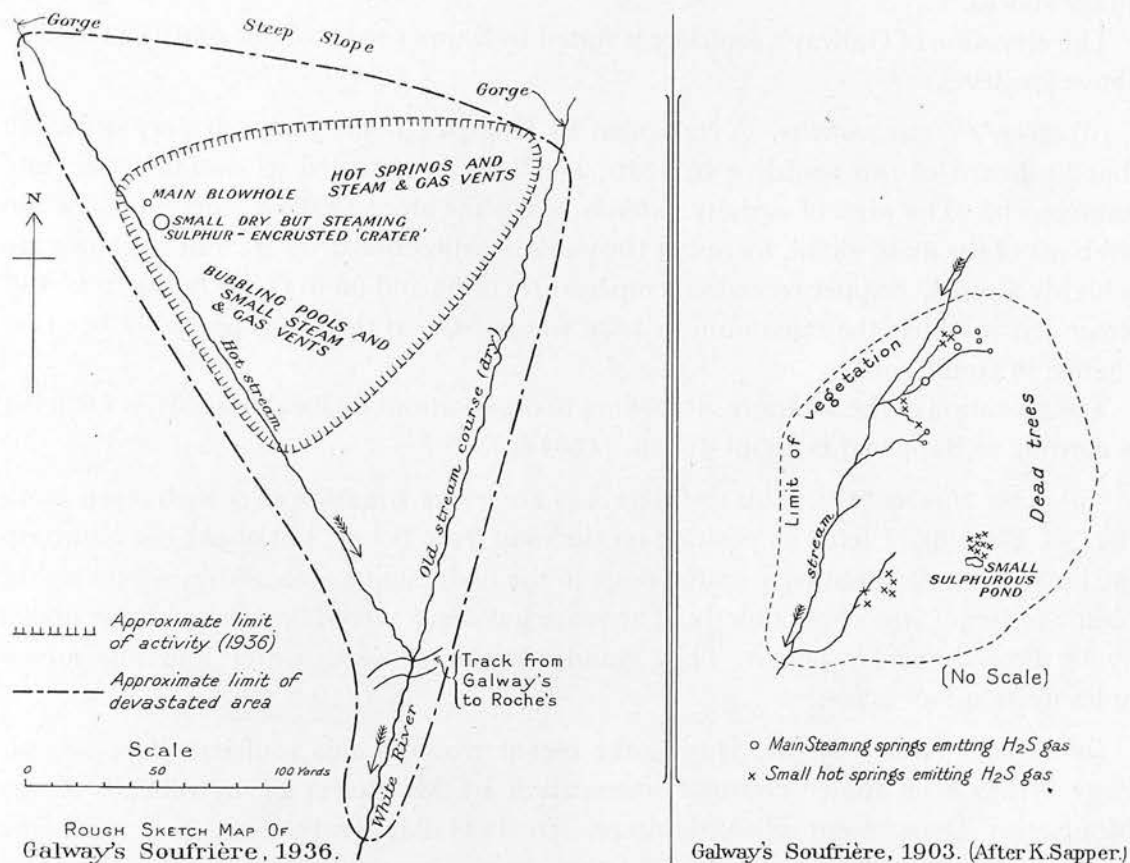 Gorge
Steep Slope
Gorge
N
MAIN BLOWHOLE
HOT SPRINGS AND
STEAM & GAS VENTS
SMALL DRY BUT STEAMING
SULPHUR-ENCRUSTED 'CRATER'
BUBBLING POOLS AND
SMALL STEAM
& GAS VENTS
Hot stream
Old stream course (dry)
Approximate limit
of activity (1936)
Approximate limit of
devastated area
Track from
Galway's
to Roche's
White River
Scale
0 50 100 Yards
ROUGH SKETCH MAP OF
Galway's Soufrière, 1936.
Limit of Vegetation
Dead trees
stream
SMALL
SULPHUROUS
POND
(No Scale)
o Main Steaming springs emitting H₂S gas
x Small hot springs emitting H₂S gas
Galway's Soufrière, 1903. (After K.Sapper.)